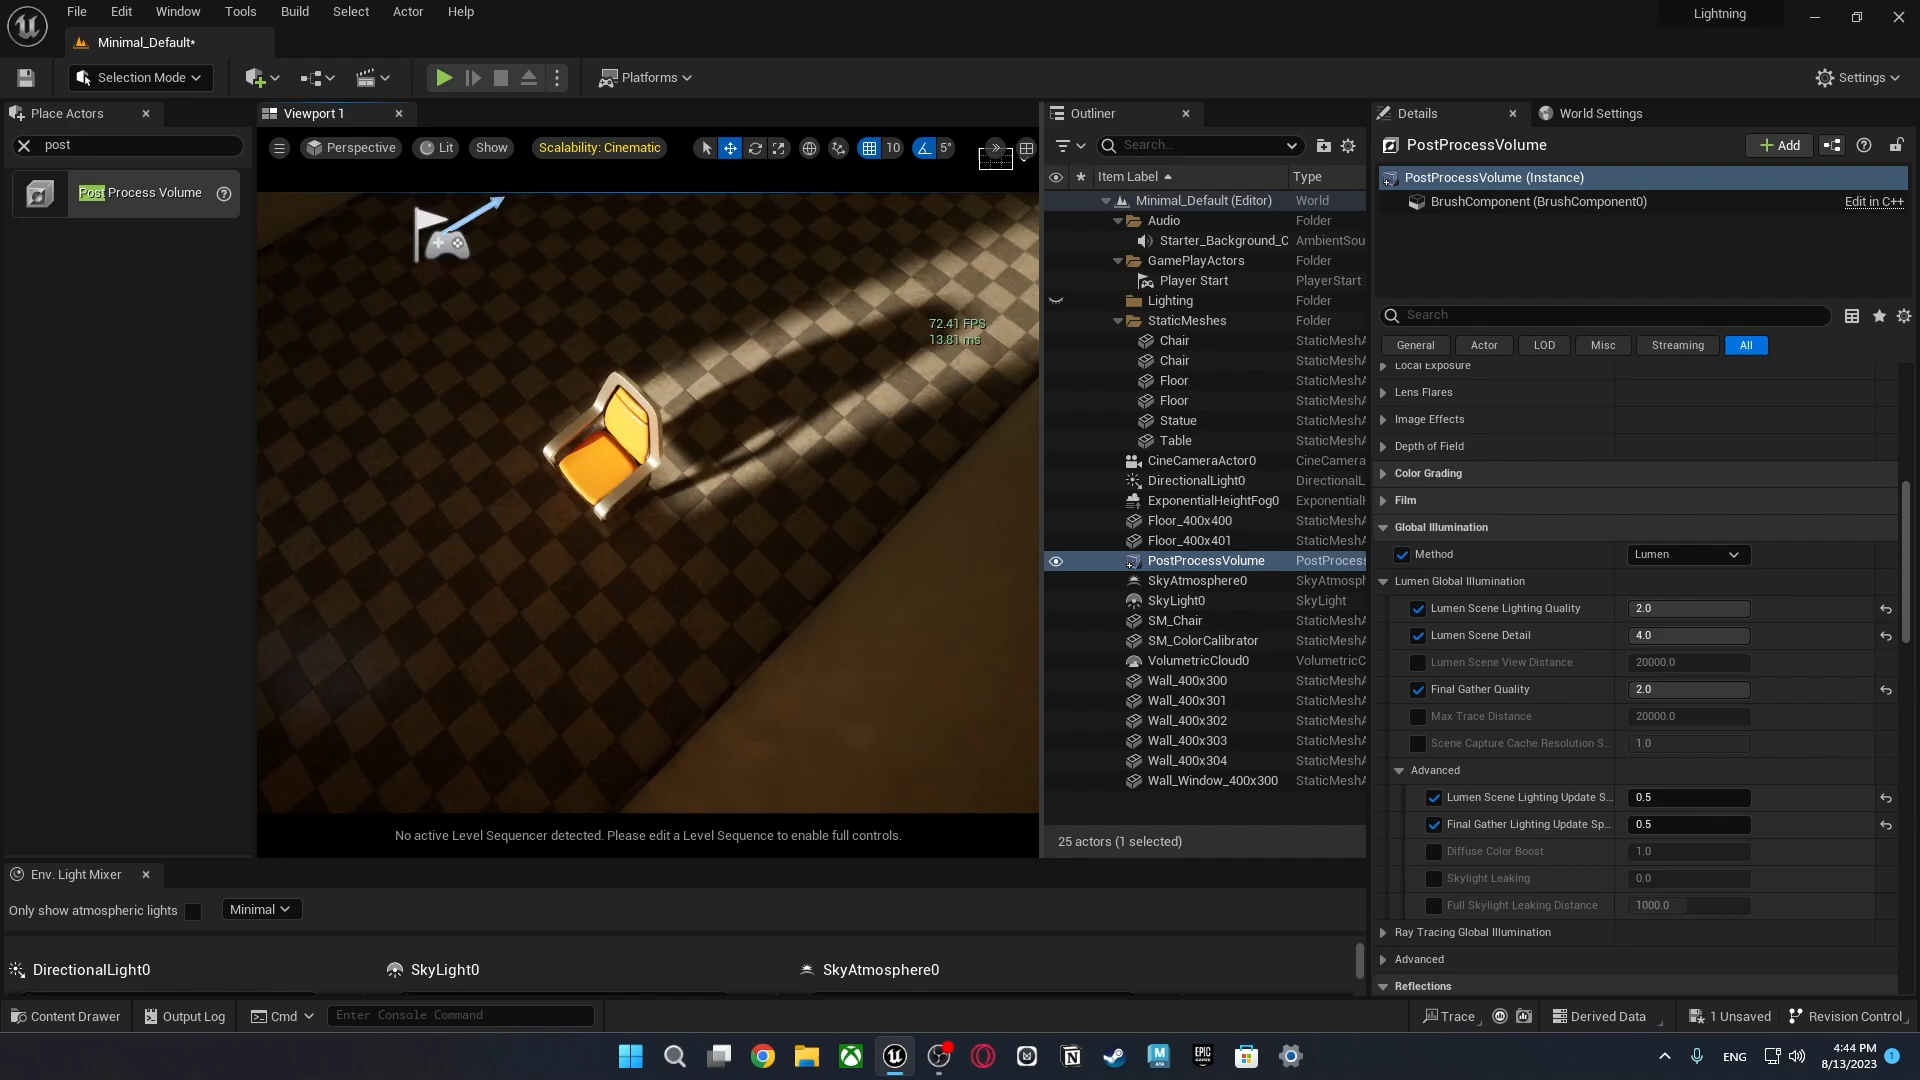 File Edit Window Tools Build Select Actor Help
Lightning
Minimal_Default*
Selection Mode
Platforms
Settings
Place Actors
Viewport 1
Outliner
Details
World Settings
post
Perspective
Lit
Show
Scalability: Cinematic
10
5°
Search...
PostProcessVolume
Add
Item Label
Type
PostProcessVolume (Instance)
BrushComponent (BrushComponent0)
Edit in C++
Post Process Volume
Minimal_Default (Editor) World
Audio Folder
Starter_Background_C AmbientSou
GamePlayActors Folder
Player Start PlayerStart
Lighting Folder
StaticMeshes Folder
Chair StaticMeshA
Chair StaticMeshA
Floor StaticMeshA
Floor StaticMeshA
Statue StaticMeshA
Table StaticMeshA
CineCameraActor0 CineCamera
DirectionalLight0 DirectionalL
ExponentialHeightFog0 Exponential
Floor_400x400 StaticMeshA
Floor_400x401 StaticMeshA
PostProcessVolume PostProcess
SkyAtmosphere0 SkyAtmosph
SkyLight0 SkyLight
SM_Chair StaticMeshA
SM_ColorCalibrator StaticMeshA
VolumetricCloud0 VolumetricC
Wall_400x300 StaticMeshA
Wall_400x301 StaticMeshA
Wall_400x302 StaticMeshA
Wall_400x303 StaticMeshA
Wall_400x304 StaticMeshA
Wall_Window_400x300 StaticMeshA
25 actors (1 selected)
72.41 FPS
13.81 ms
No active Level Sequencer detected. Please edit a Level Sequence to enable full controls.
Search
General Actor LOD Misc Streaming All
Local Exposure
Lens Flares
Image Effects
Depth of Field
Color Grading
Film
Global Illumination
Method Lumen
Lumen Global Illumination
Lumen Scene Lighting Quality 2.0
Lumen Scene Detail 4.0
Lumen Scene View Distance 20000.0
Final Gather Quality 2.0
Max Trace Distance 20000.0
Scene Capture Cache Resolution S... 1.0
Advanced
Lumen Scene Lighting Update S... 0.5
Final Gather Lighting Update Sp... 0.5
Diffuse Color Boost 1.0
Skylight Leaking 0.0
Full Skylight Leaking Distance 1000.0
Ray Tracing Global Illumination
Advanced
Reflections
Env. Light Mixer
Only show atmospheric lights
Minimal
DirectionalLight0
SkyLight0
SkyAtmosphere0
Content Drawer
Output Log
Cmd
Enter Console Command
Trace
Derived Data
1 Unsaved
Revision Control
ENG
4:44 PM
8/13/2023
1